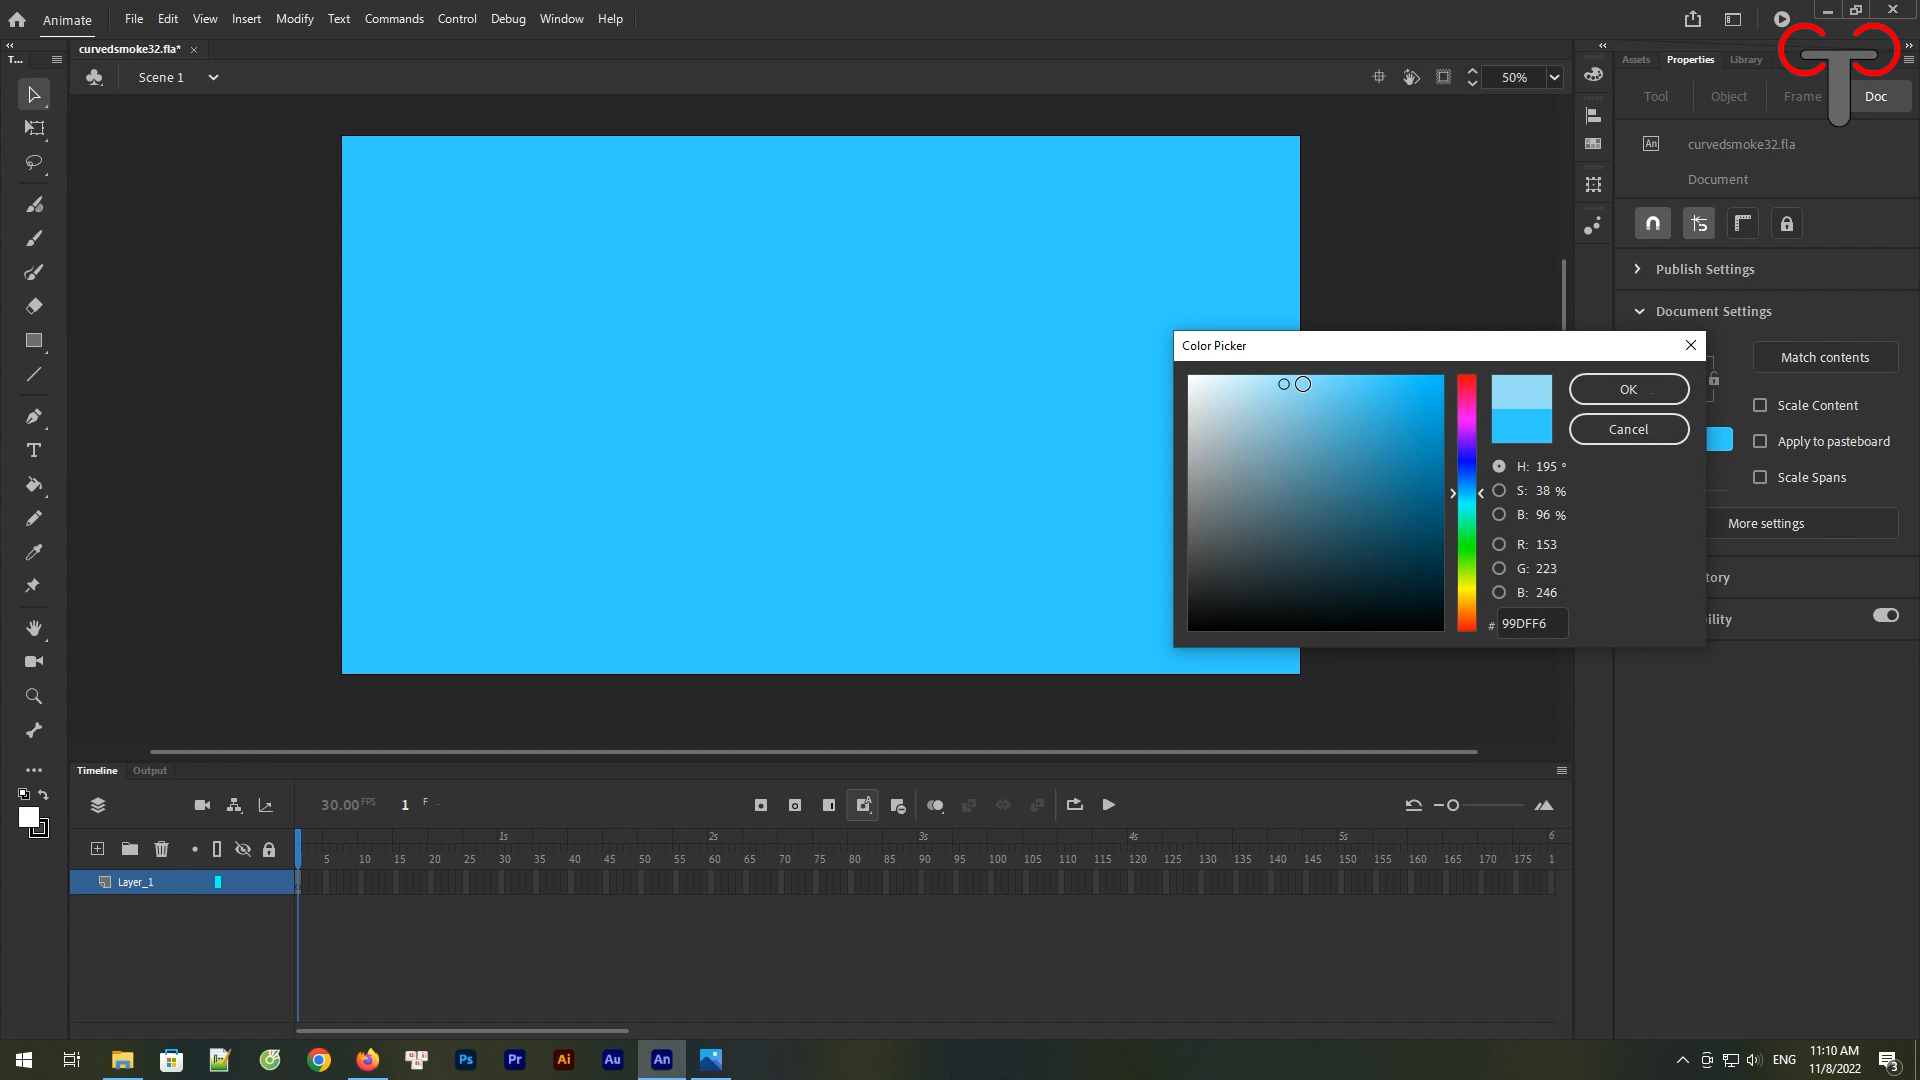 Animate File Edit View Insert Modify Text Commands Control Debug Window Help
T... curvedsmoke32.fla*
Scene 1 50%
Assets Properties Library
Tool Object Frame Doc
An curvedsmoke32.fla
Document
Publish Settings
Document Settings
Match contents
Scale Content
Apply to pasteboard
Scale Spans
More settings
tory
ility
Color Picker
OK
Cancel
H: 195 °
S: 38 %
B: 96 %
R: 153
G: 223
B: 246
# 99DFF6
Timeline Output
30.00 FPS 1 F
1s 2s 3s 4s 5s 6
5 10 15 20 25 30 35 40 45 50 55 60 65 70 75 80 85 90 95 100 105 110 115 120 125 130 135 140 145 150 155 160 165 170 175 1
Layer_1
Ps Pr Ai Au An
ENG
11:10 AM
11/8/2022
3